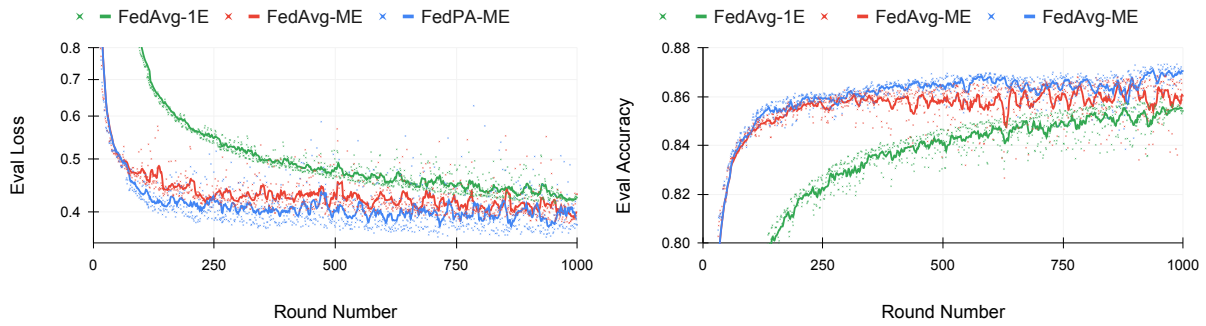 FedAvg-1E FedAvg-ME FedPA-ME
Eval Loss
0.8
0.7
0.6
0.5
0.4
0 250 500 750 1000
Round Number
FedAvg-1E FedAvg-ME FedAvg-ME
Eval Accuracy
0.88
0.86
0.84
0.82
0.80
0 250 500 750 1000
Round Number